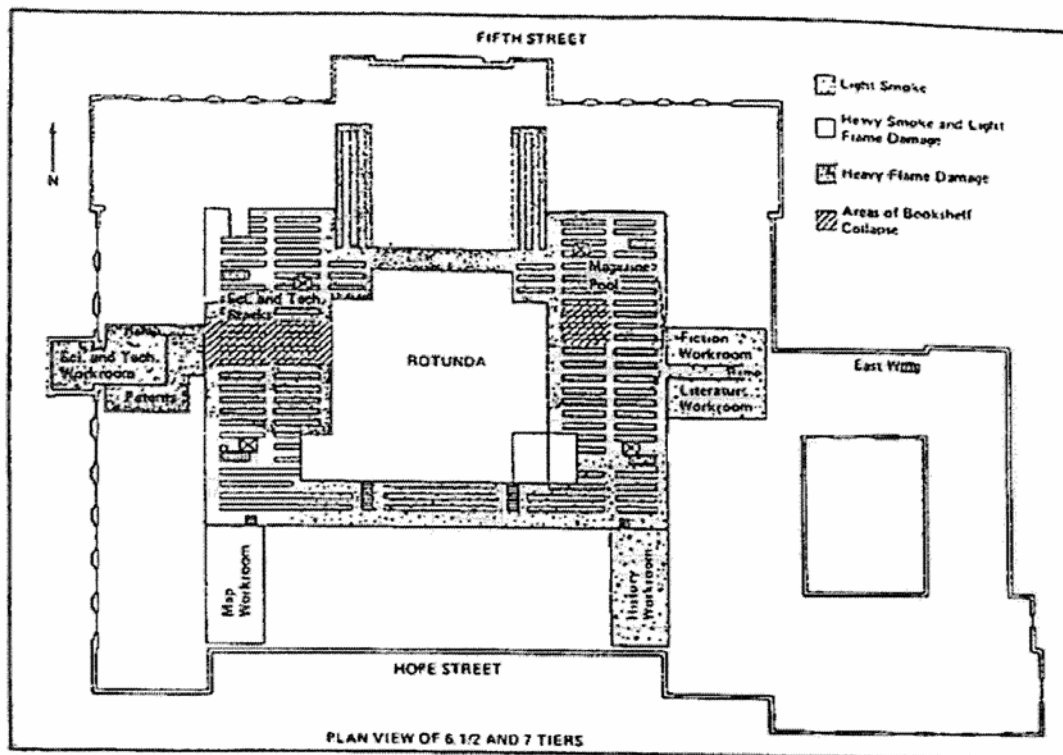 FIFTH STREET
Light Smoke
Heavy Smoke and Light
Flame Damage
Heavy Flame Damage
Areas of Bookshelf
Collapse
N
Magazine
Pool
Sci. and Tech.
Stacks
Ramp
Sci. and Tech.
Workroom
Patents
ROTUNDA
Fiction
Workroom
Ramp
Literature
Workroom
East Wing
Map
Workroom
History
Workroom
HOPE STREET
PLAN VIEW OF 6 1/2 AND 7 TIERS